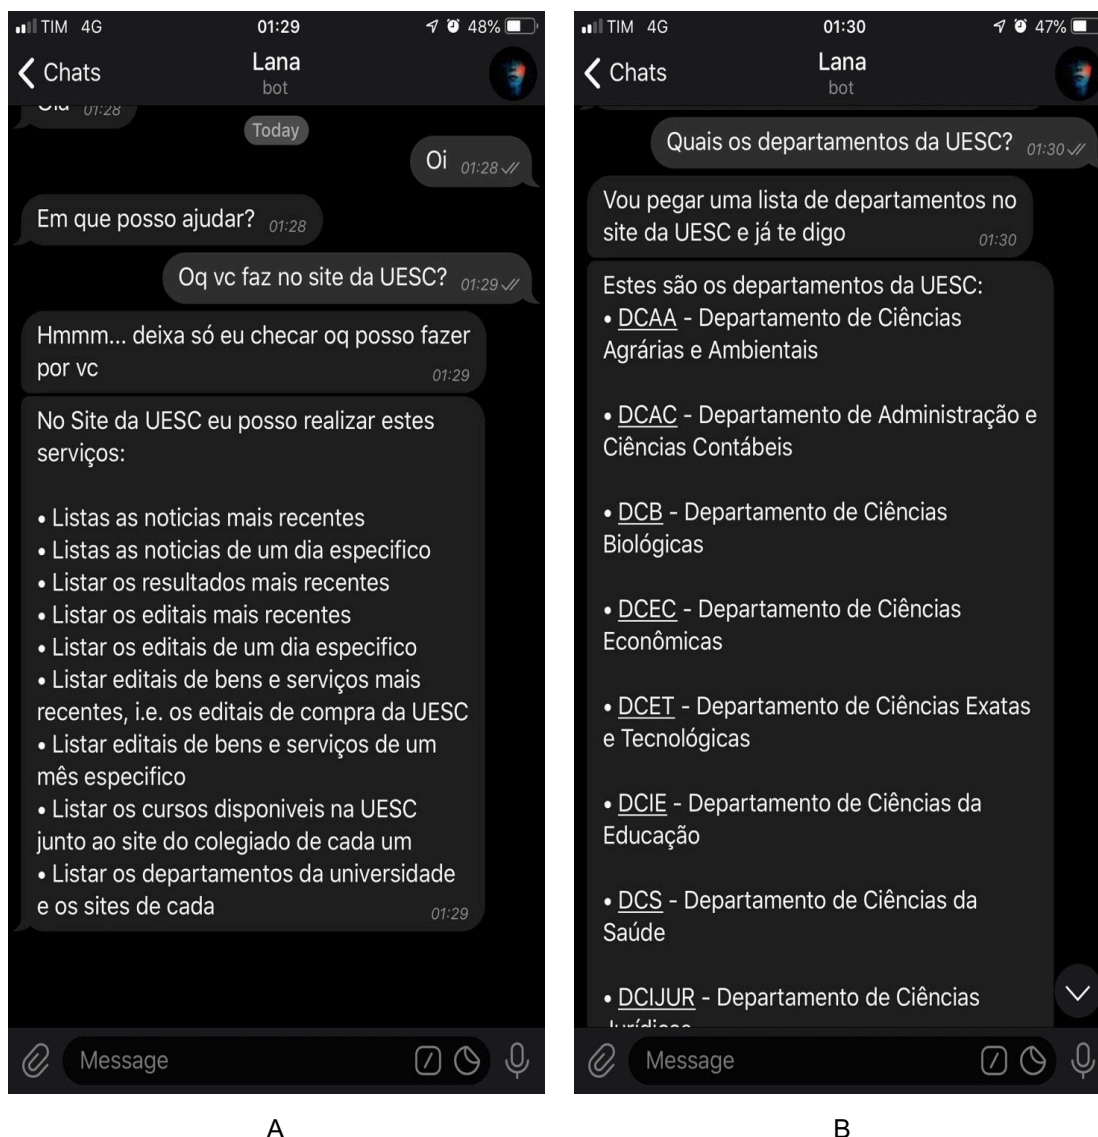 TIM 4G 01:29 48%
Chats Lana
bot
Olá 01:28
Today
Oi 01:28
Em que posso ajudar? 01:28
Oq vc faz no site da UESC? 01:29
Hmmm... deixa só eu checar oq posso fazer
por vc 01:29
No Site da UESC eu posso realizar estes
serviços:
• Listas as noticias mais recentes
• Listas as noticias de um dia especifico
• Listar os resultados mais recentes
• Listar os editais mais recentes
• Listar os editais de um dia especifico
• Listar editais de bens e serviços mais
recentes, i.e. os editais de compra da UESC
• Listar editais de bens e serviços de um
mês especifico
• Listar os cursos disponiveis na UESC
junto ao site do colegiado de cada um
• Listar os departamentos da universidade
e os sites de cada 01:29
Message
A
TIM 4G 01:30 47%
Chats Lana
bot
Quais os departamentos da UESC? 01:30
Vou pegar uma lista de departamentos no
site da UESC e já te digo 01:30
Estes são os departamentos da UESC:
• DCAA - Departamento de Ciências
Agrárias e Ambientais
• DCAC - Departamento de Administração e
Ciências Contábeis
• DCB - Departamento de Ciências
Biológicas
• DCEC - Departamento de Ciências
Econômicas
• DCET - Departamento de Ciências Exatas
e Tecnológicas
• DCIE - Departamento de Ciências da
Educação
• DCS - Departamento de Ciências da
Saúde
• DCIJUR - Departamento de Ciências
Jurídicas
Message
B